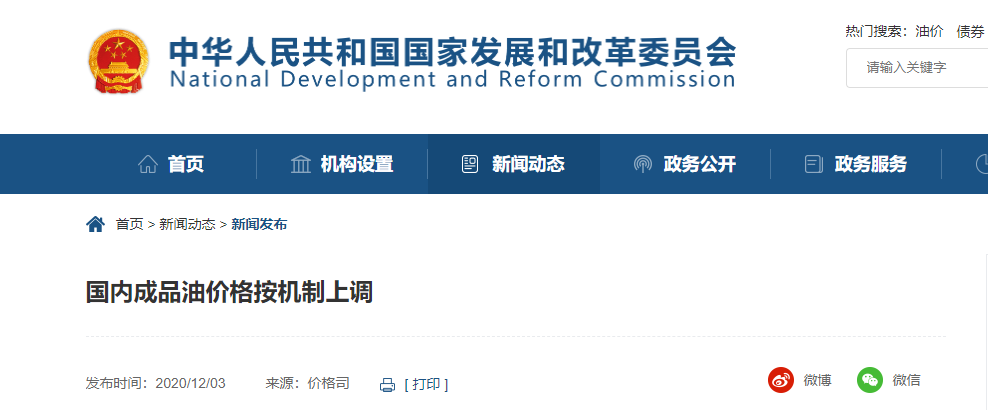 热门搜索：油价 债券
中华人民共和国国家发展和改革委员会
National Development and Reform Commission
请输入关键字
首页 机构设置 新闻动态 政务公开 政务服务
首页 > 新闻动态 > 新闻发布
国内成品油价格按机制上调
发布时间：2020/12/03 来源：价格司 [ 打印 ] 微博 微信